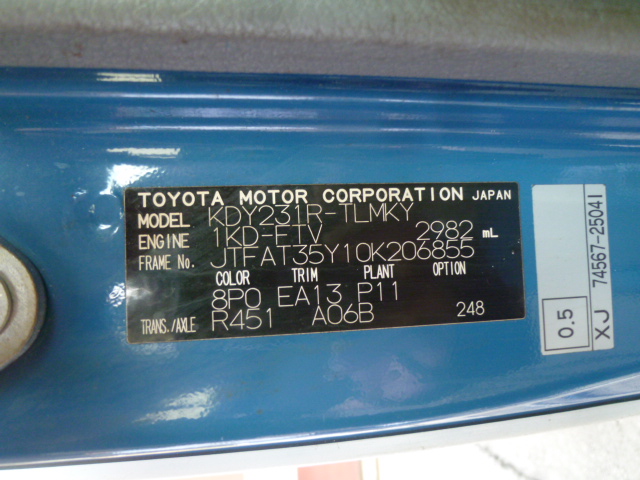 TOYOTA MOTOR CORPORATION JAPAN
MODEL KDY231R-TLMKY
ENGINE 1KD-FTV 2982 mL
FRAME No. JTFAT35Y10K206855
COLOR TRIM PLANT OPTION
8P0 EA13 P11
TRANS./AXLE R451 A06B 248
0.5
XJ 74567-25041